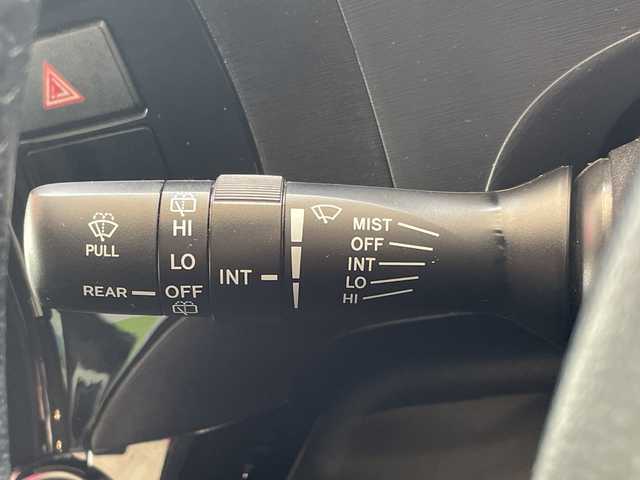 PULL
REAR
HI
LO
OFF
INT
MIST
OFF
INT
LO
HI